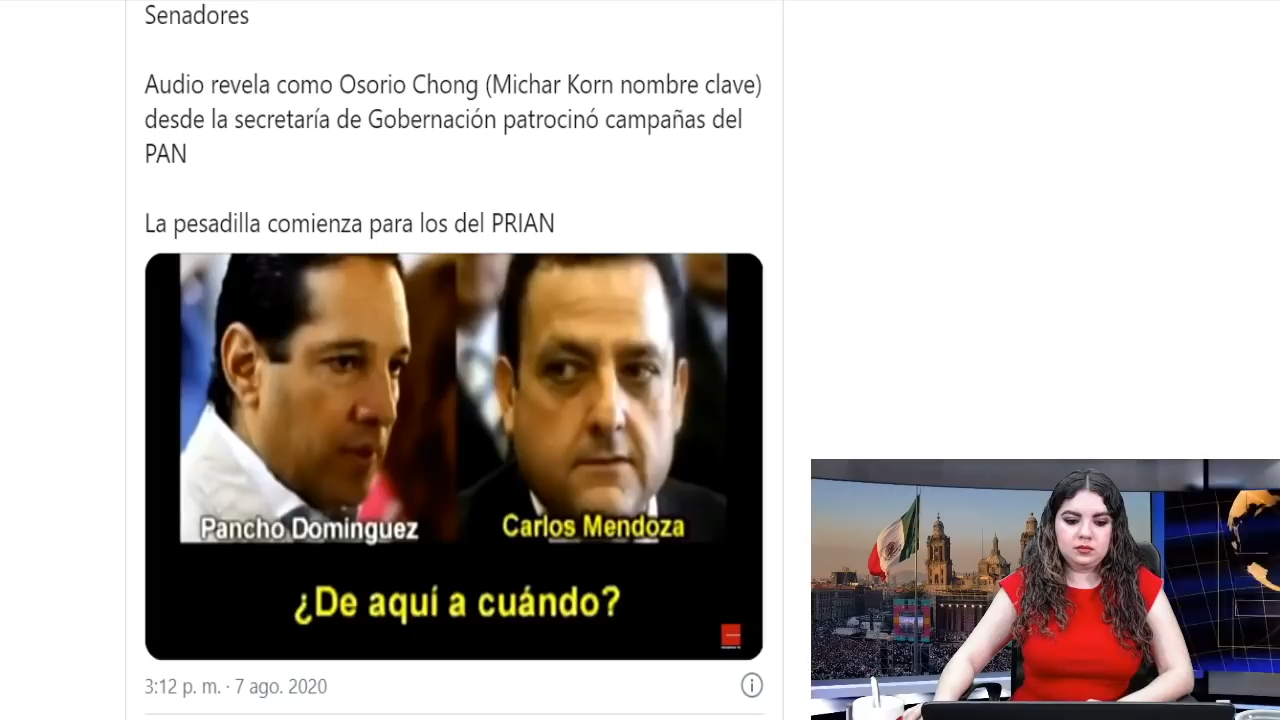 Senadores
Audio revela como Osorio Chong (Michar Korn nombre clave)
desde la secretaría de Gobernación patrocinó campañas del
PAN
La pesadilla comienza para los del PRIAN
Pancho Dominguez
Carlos Mendoza
¿De aquí a cuándo?
3:12 p. m. · 7 ago. 2020